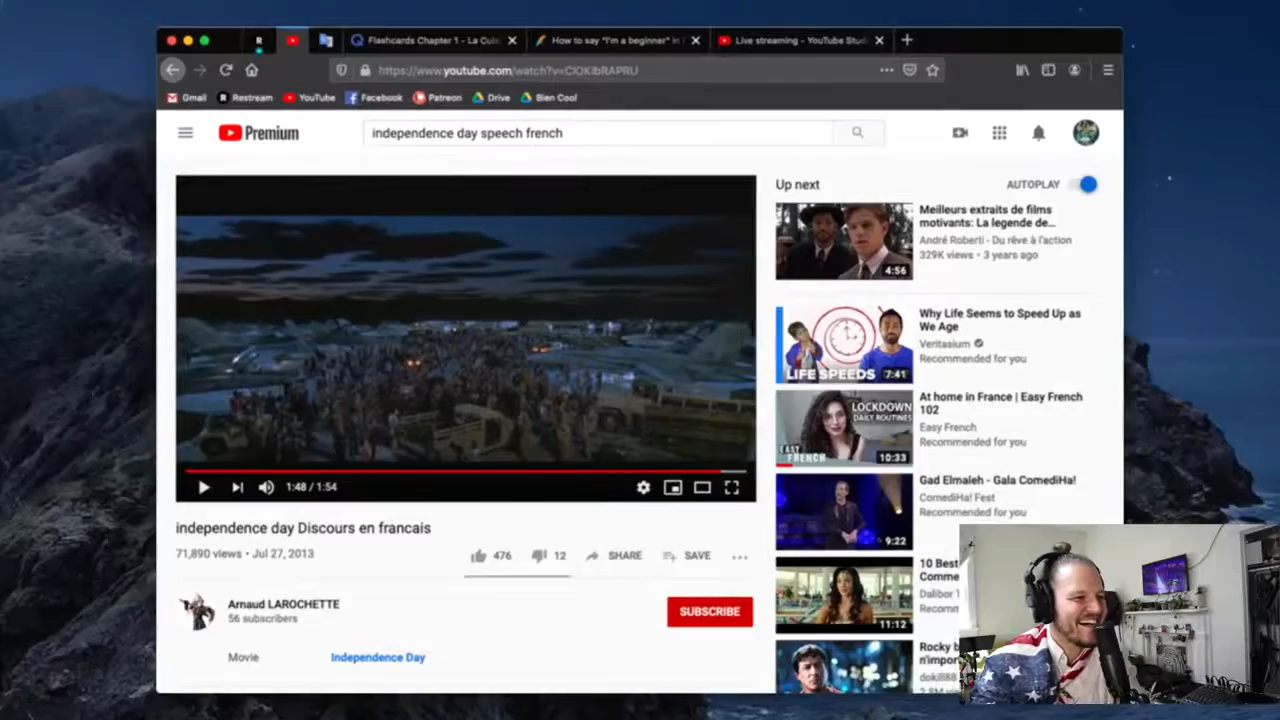 R
Flashcards Chapter 1 - La Cuis
How to say "I'm a beginner" in
Live streaming - YouTube Stud
https://www.youtube.com/watch?v=ClOKIbRAPRU
Gmail
Restream
YouTube
Facebook
Patreon
Drive
Bien Cool
Premium
independence day speech french
Up next
AUTOPLAY
4:56
Meilleurs extraits de films
motivants: La legende de...
André Roberti - Du rêve à l'action
329K views • 3 years ago
LIFE SPEEDS
7:41
Why Life Seems to Speed Up as
We Age
Veritasium
Recommended for you
LOCKDOWN
DAILY ROUTINES
EASY
FRENCH
10:33
At home in France | Easy French
102
Easy French
Recommended for you
9:22
Gad Elmaleh - Gala ComediHa!
ComediHa! Fest
Recommended for you
11:12
10 Best
Comme
Dalibor
Recomm
Rocky b
n'impor
dokill88
2.8M
1:48 / 1:54
independence day Discours en francais
71,890 views • Jul 27, 2013
476
12
SHARE
SAVE
Arnaud LAROCHETTE
56 subscribers
SUBSCRIBE
Movie
Independence Day